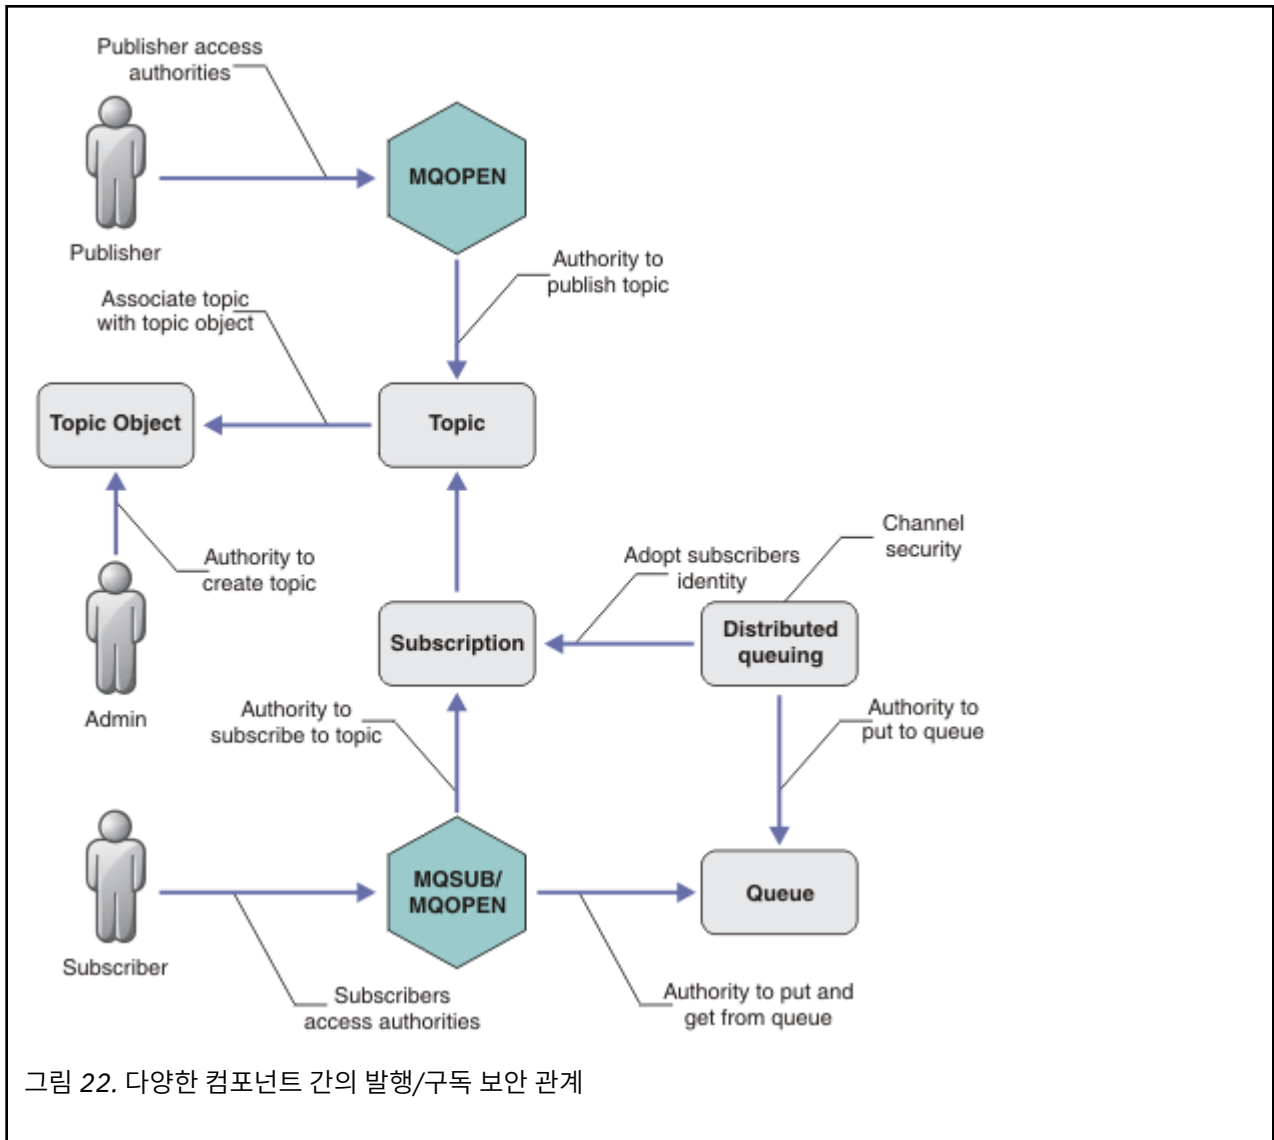 Publisher access
authorities
MQOPEN
Publisher
Authority to
publish topic
Associate topic
with topic object
Topic Object
Topic
Channel
security
Adopt subscribers
identity
Authority to
create topic
Subscription
Distributed
queuing
Admin
Authority to
subscribe to topic
Authority to
put to queue
MQSUB/
MQOPEN
Queue
Subscriber
Subscribers
access authorities
Authority to put and
get from queue
그림 22. 다양한 컴포넌트 간의 발행/구독 보안 관계